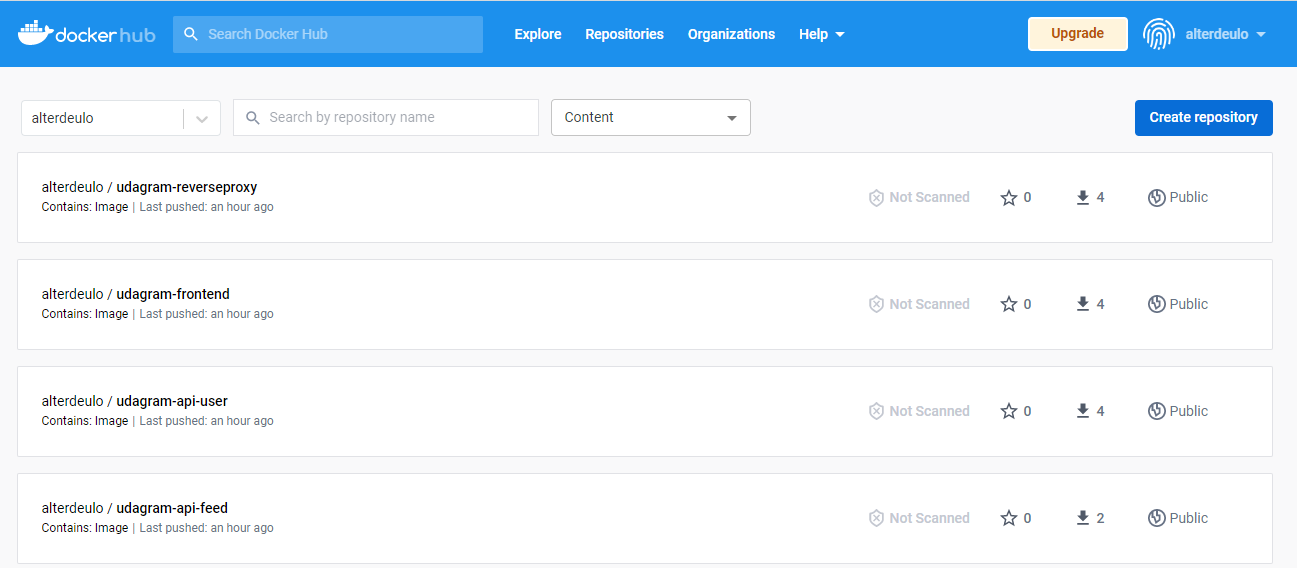 docker hub Search Docker Hub Explore Repositories Organizations Help Upgrade alterdeulo
alterdeulo Search by repository name Content Create repository
alterdeulo / udagram-reverseproxy
Contains: Image | Last pushed: an hour ago
Not Scanned 0 4 Public
alterdeulo / udagram-frontend
Contains: Image | Last pushed: an hour ago
Not Scanned 0 4 Public
alterdeulo / udagram-api-user
Contains: Image | Last pushed: an hour ago
Not Scanned 0 4 Public
alterdeulo / udagram-api-feed
Contains: Image | Last pushed: an hour ago
Not Scanned 0 2 Public